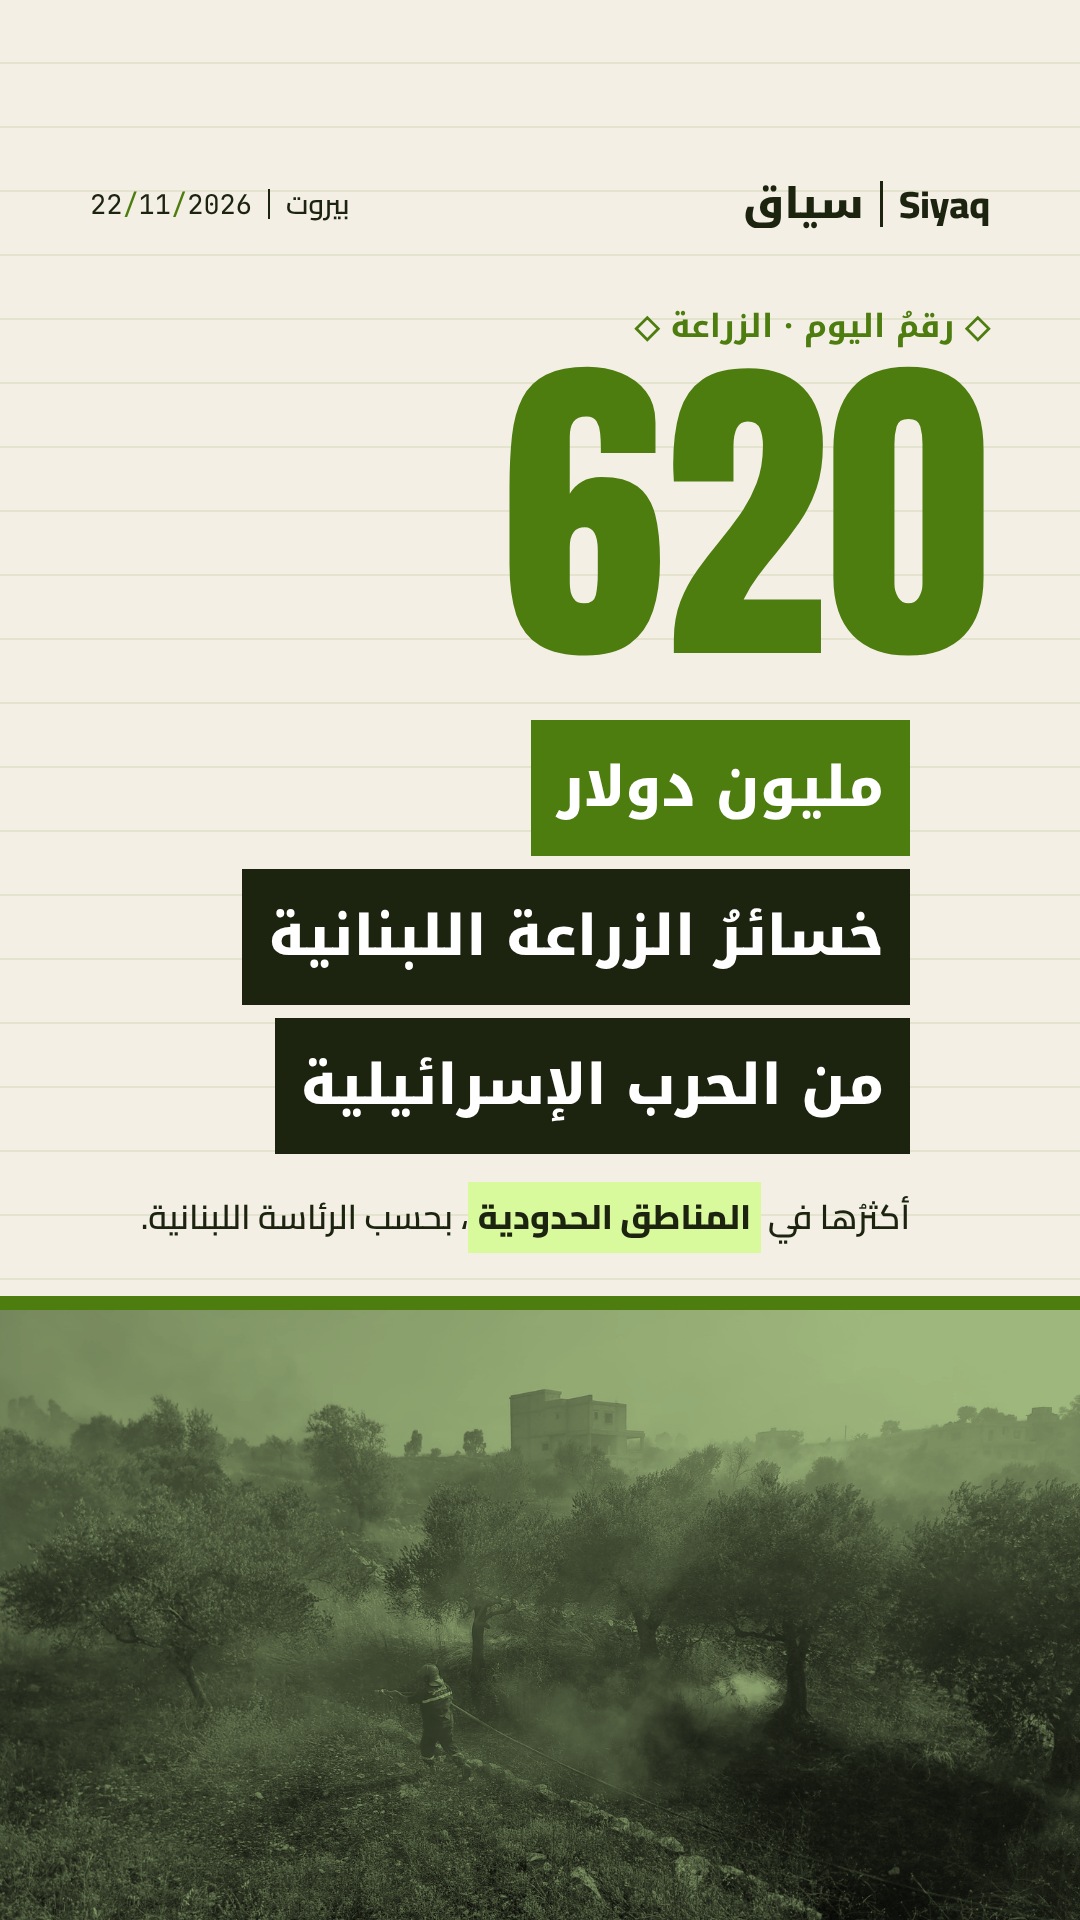 Siyaq | سياق
بيروت | 22/11/2026
◇ رقمُ اليوم · الزراعة ◇
620
مليون دولار
خسائرُ الزراعة اللبنانية
من الحرب الإسرائيلية
أكثرُها في المناطق الحدودية، بحسب الرئاسة اللبنانية.